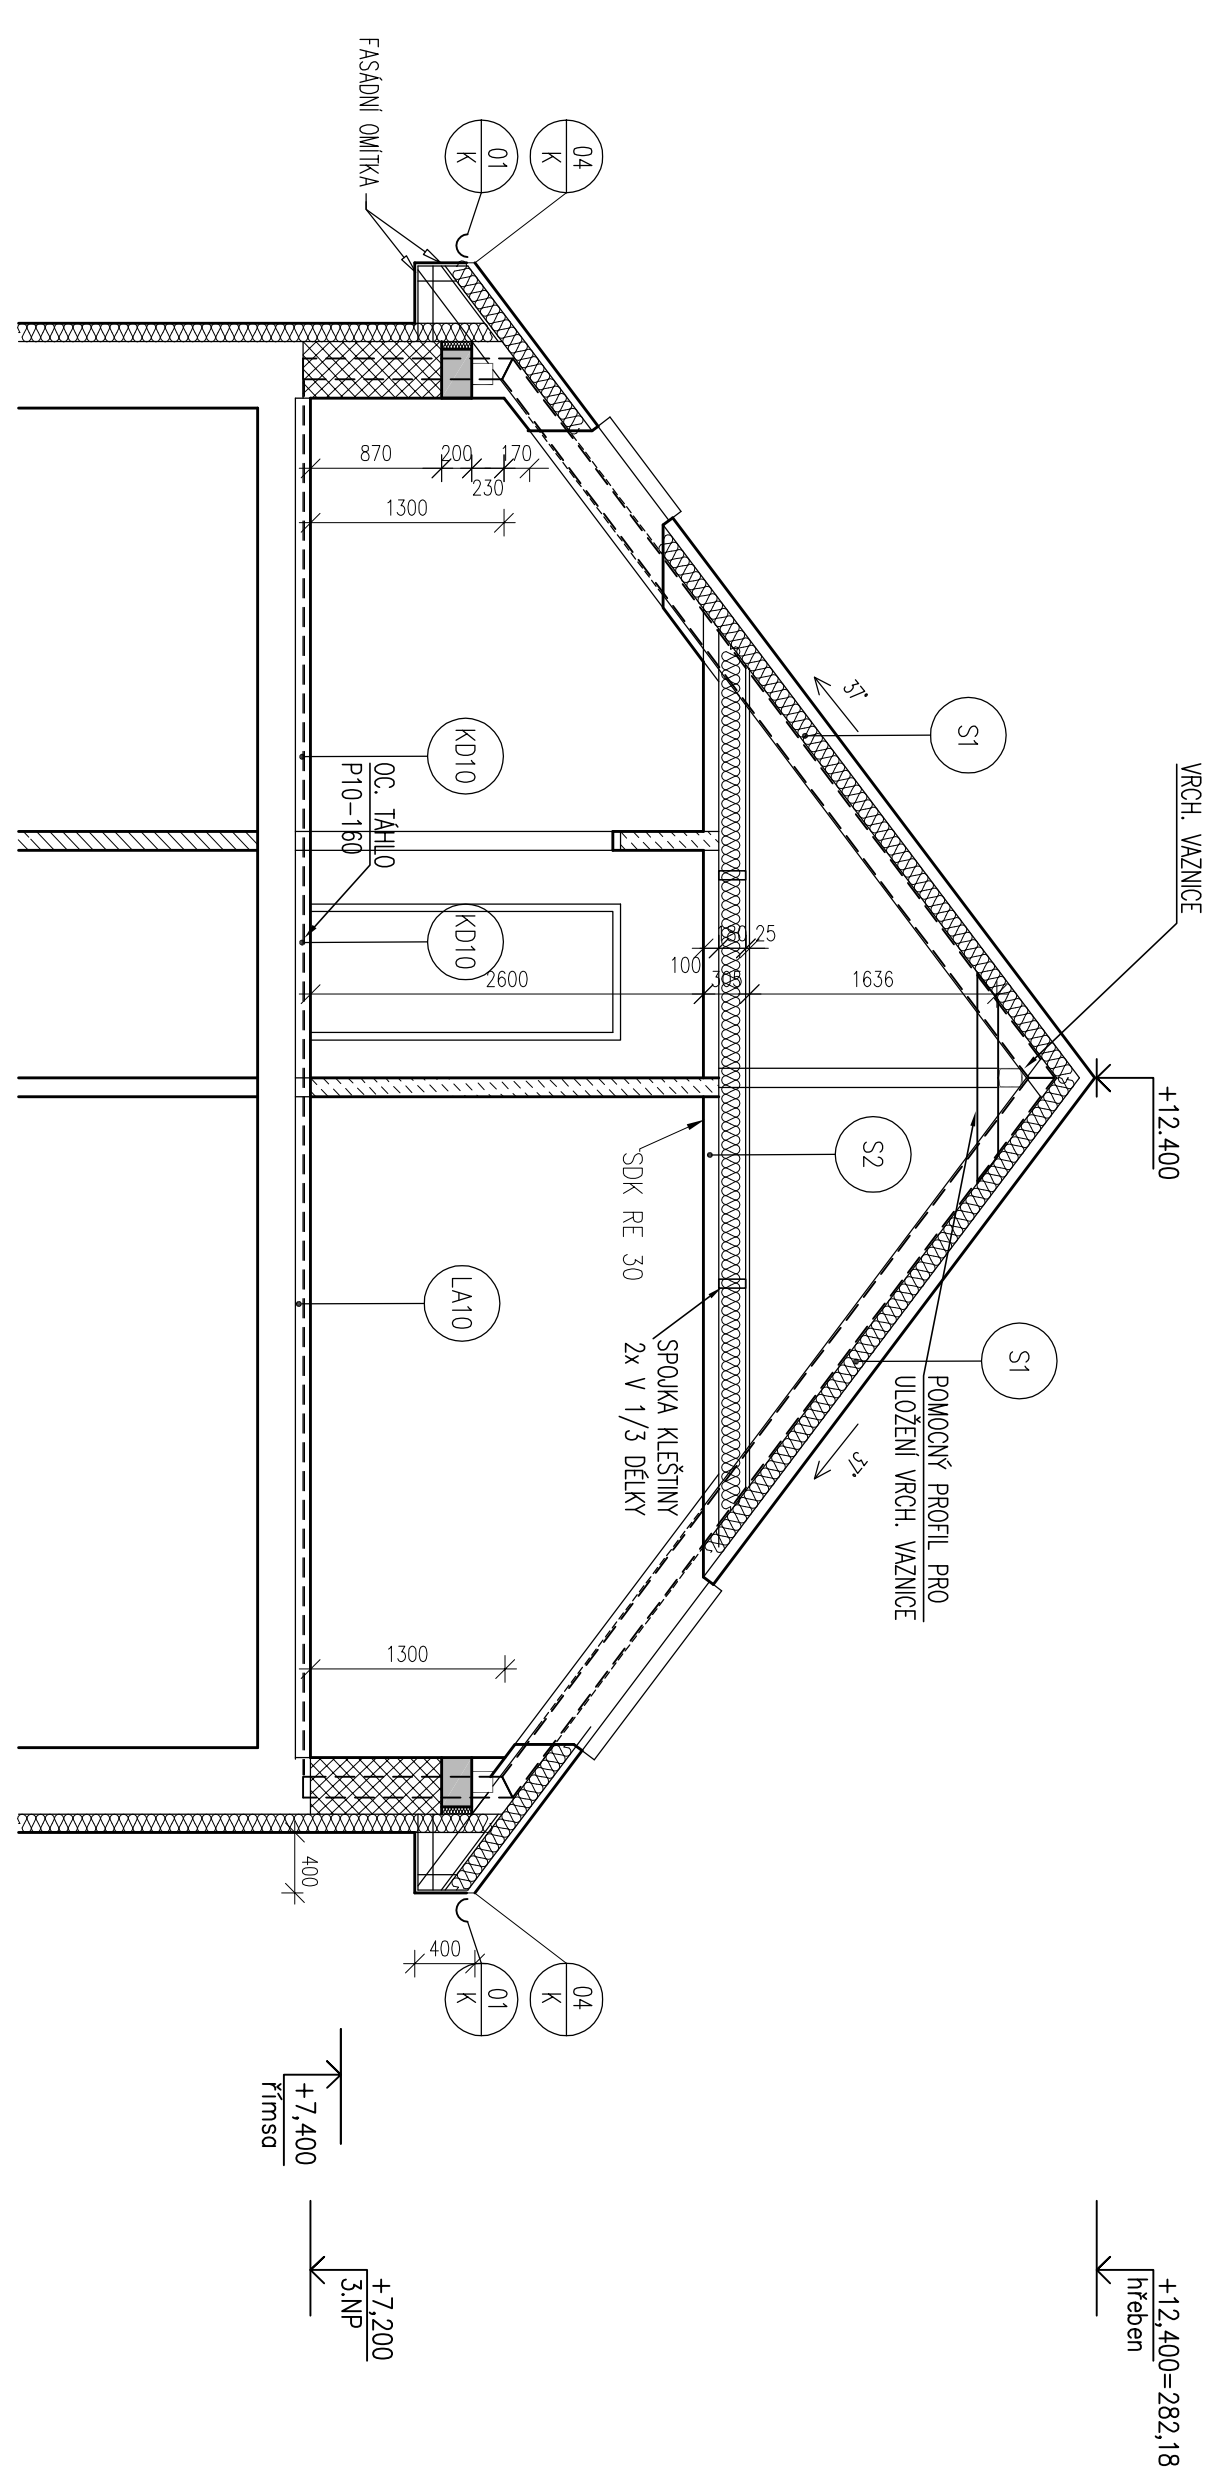 VRCH. VAZNICE
+12.400
+12,400=282,18
hřeben
S1
37°
S1
37°
POMOCNÝ PROFIL PRO
ULOŽENÍ VRCH. VAZNICE
S2
SDK RE 30
SPOJKA KLEŠTINY
2x V 1/3 DÉLKY
25
100
305
1636
2600
04
K
01
K
FASÁDNÍ OMÍTKA
870
200
230
170
1300
KD10
OC. TÁHLO
P10-160
KD10
LA10
1300
400
400
04
K
01
K
+7,400
římsa
+7,200
3.NP